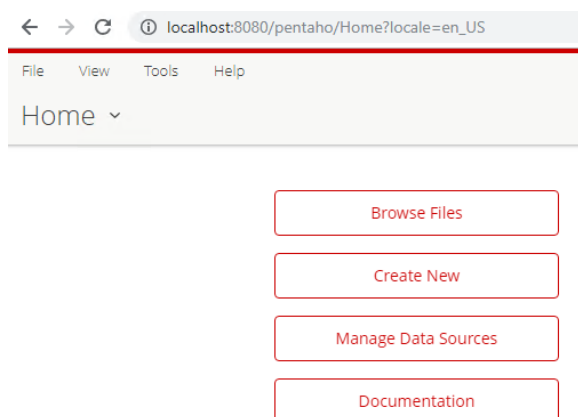 localhost:8080/pentaho/Home?locale=en_US
File View Tools Help
Home
Browse Files
Create New
Manage Data Sources
Documentation